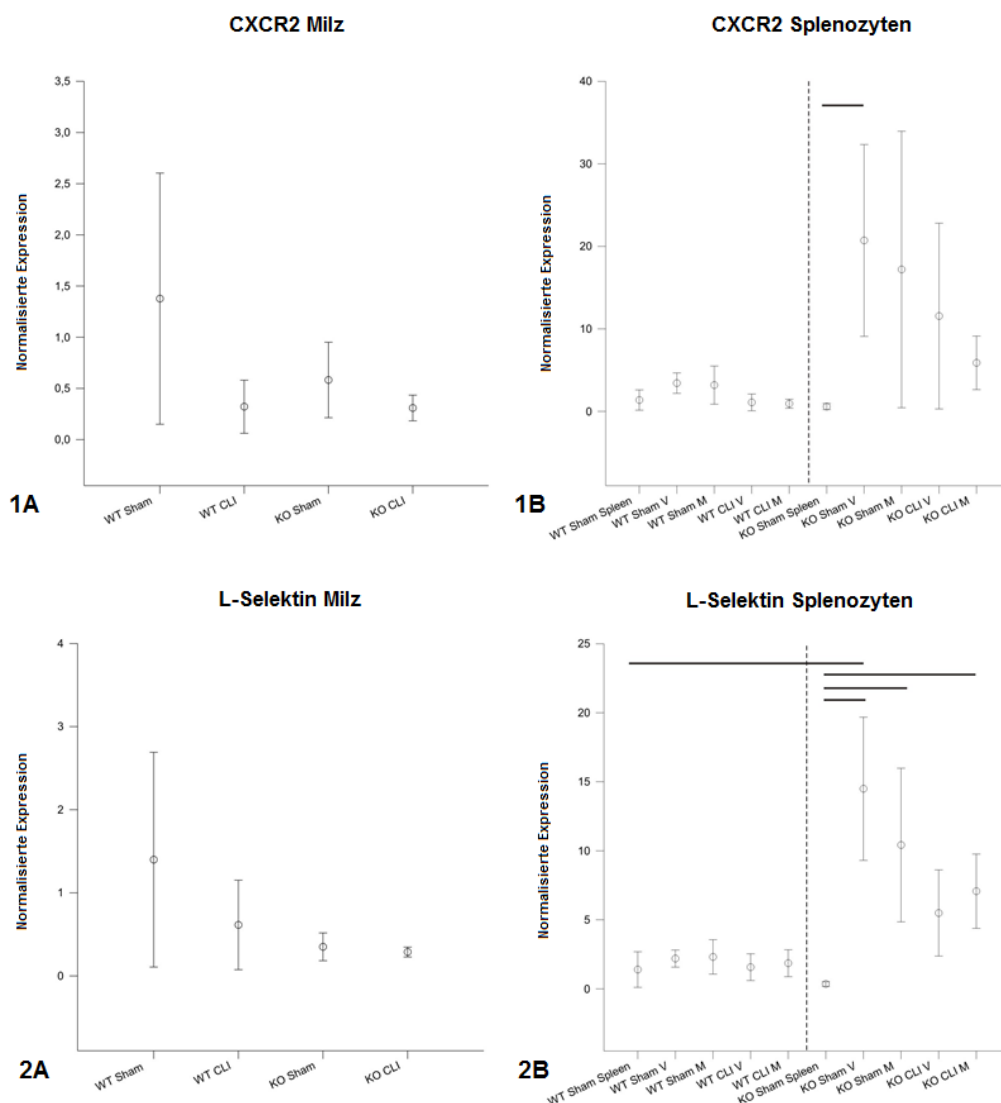 CXCR2 Milz
Normalisierte Expression
3,5
3,0
2,5
2,0
1,5
1,0
0,5
0,0
WT Sham
WT CLI
KO Sham
KO CLI
1A
CXCR2 Splenozyten
Normalisierte Expression
40
30
20
10
0
WT Sham Spleen
WT Sham V
WT Sham M
WT CLI V
WT CLI M
KO Sham Spleen
KO Sham V
KO Sham M
KO CLI V
KO CLI M
1B
L-Selektin Milz
Normalisierte Expression
4
3
2
1
0
WT Sham
WT CLI
KO Sham
KO CLI
2A
L-Selektin Splenozyten
Normalisierte Expression
25
20
15
10
5
0
WT Sham Spleen
WT Sham V
WT Sham M
WT CLI V
WT CLI M
KO Sham Spleen
KO Sham V
KO Sham M
KO CLI V
KO CLI M
2B